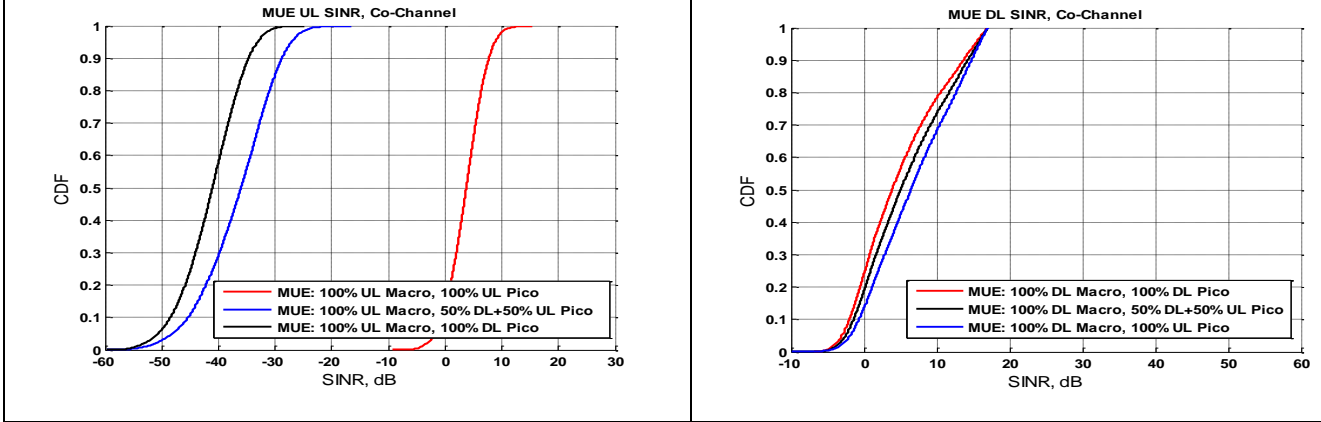 MUE UL SINR, Co-Channel
1
0.9
0.8
0.7
0.6
0.5
0.4
0.3
0.2
0.1
0
CDF
MUE: 100% UL Macro, 100% UL Pico
MUE: 100% UL Macro, 50% DL+50% UL Pico
MUE: 100% UL Macro, 100% DL Pico
-60 -50 -40 -30 -20 -10 0 10 20 30
SINR, dB
MUE DL SINR, Co-Channel
1
0.9
0.8
0.7
0.6
0.5
0.4
0.3
0.2
0.1
0
CDF
MUE: 100% DL Macro, 100% DL Pico
MUE: 100% DL Macro, 50% DL+50% UL Pico
MUE: 100% DL Macro, 100% UL Pico
-10 0 10 20 30 40 50 60
SINR, dB